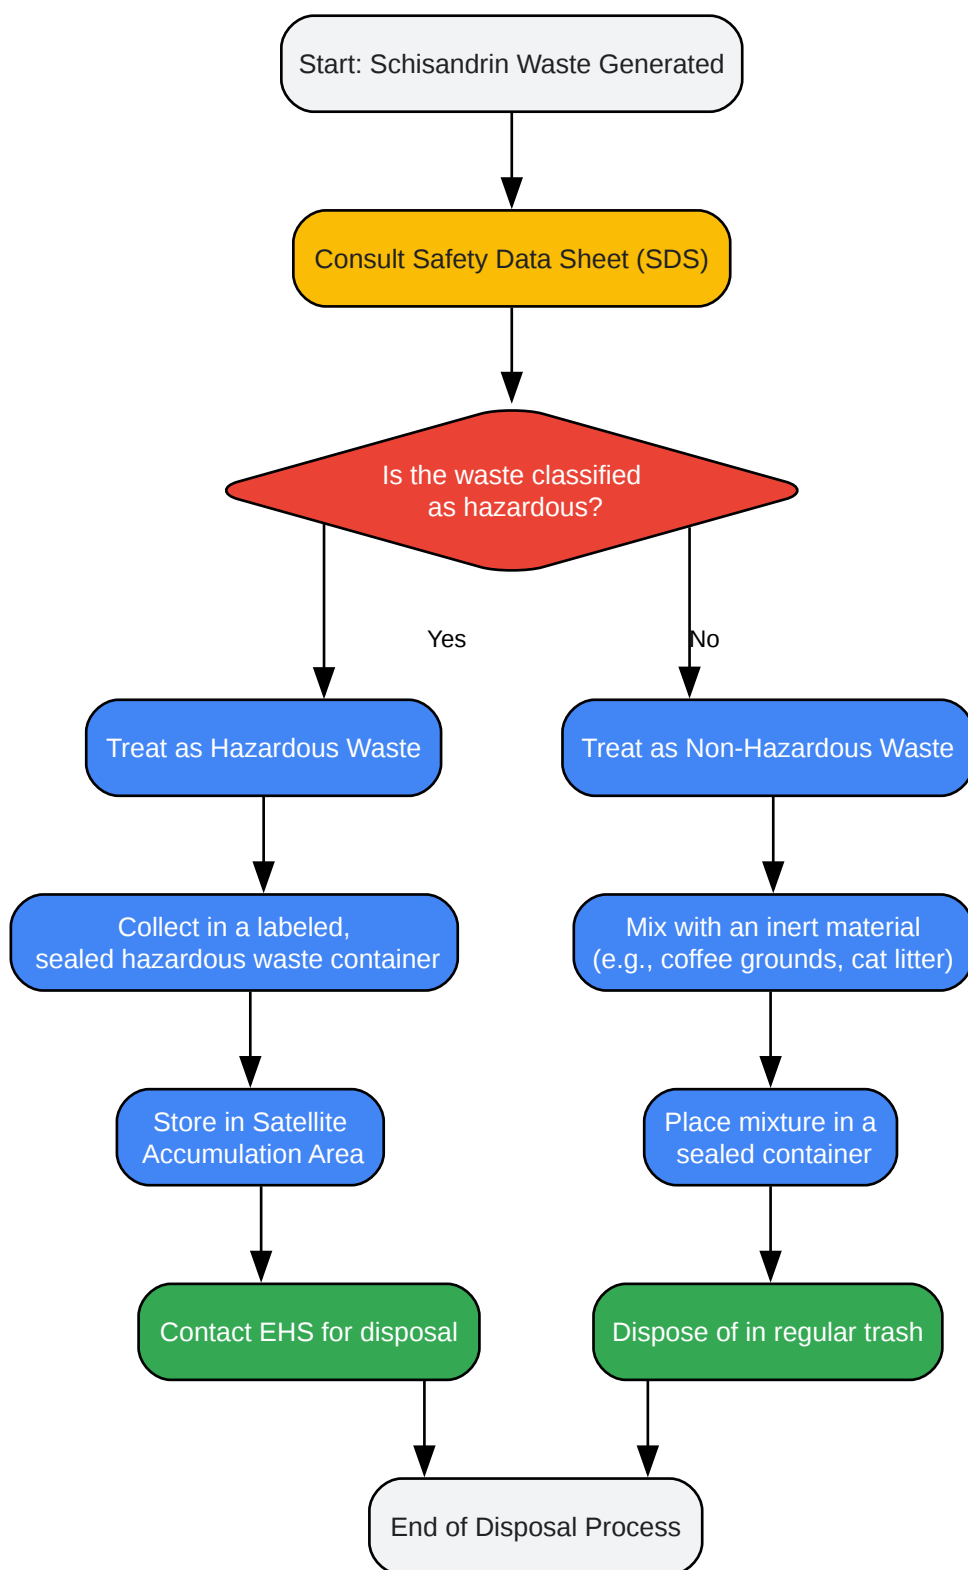 Start: Schisandrin Waste Generated
Consult Safety Data Sheet (SDS)
Is the waste classified
as hazardous?
Yes
No
Treat as Hazardous Waste
Treat as Non-Hazardous Waste
Collect in a labeled,
sealed hazardous waste container
Mix with an inert material
(e.g., coffee grounds, cat litter)
Store in Satellite
Accumulation Area
Place mixture in a
sealed container
Contact EHS for disposal
Dispose of in regular trash
End of Disposal Process